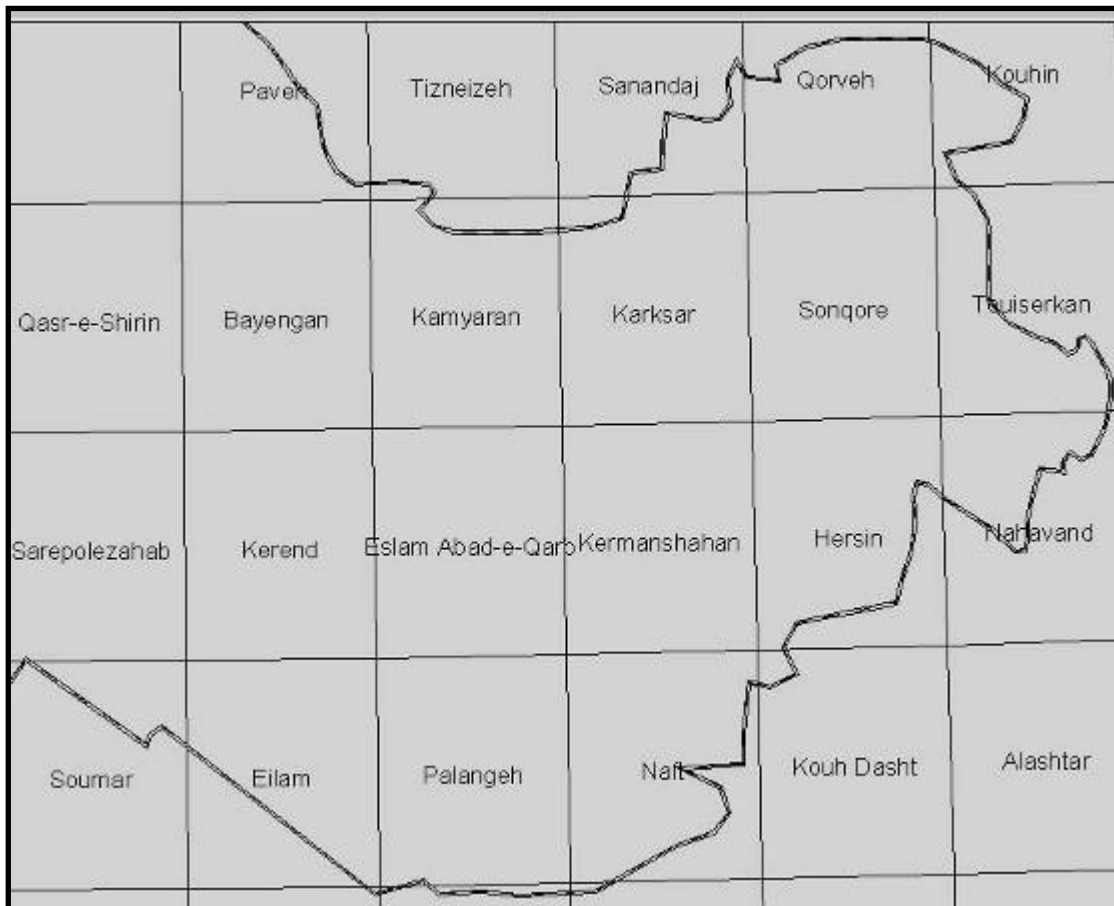 Paveh Tizneizeh Sanandaj Qorveh Kouhin
Qasr-e-Shirin Bayengan Kamyaran Karksar Sonqore Touiserkan
Sarepolezahab Kerend Eslam Abad-e-Qarb Kermanshahan Hersin Nahavand
Soumar Eilam Palangeh Naft Kouh Dasht Alashtar